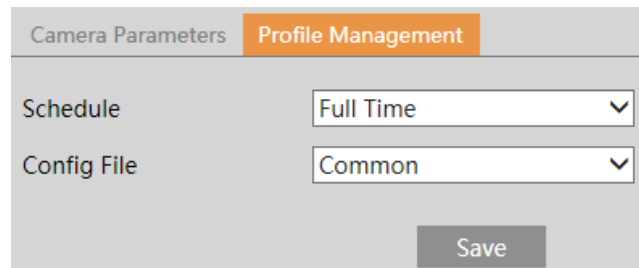 Camera Parameters Profile Management
Schedule Full Time
Config File Common
Save